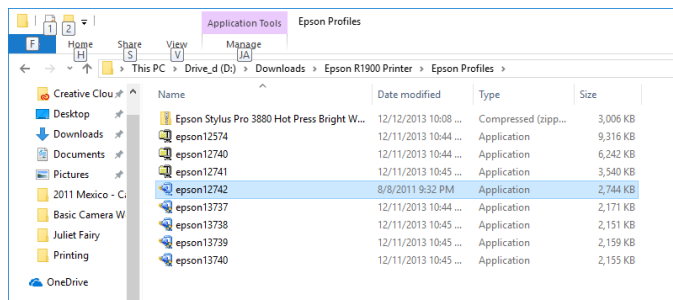 Application Tools Epson Profiles
1 2
F Home Share View Manage
H S V JA
This PC Drive_d (D:) Downloads Epson R1900 Printer Epson Profiles
Creative Clou
Desktop
Downloads
Documents
Pictures
2011 Mexico - Ca
Basic Camera W
Juliet Fairy
Printing
OneDrive
Name Date modified Type Size
Epson Stylus Pro 3880 Hot Press Bright W... 12/12/2013 10:08 ... Compressed (zipp... 3,006 KB
epson12574 12/11/2013 10:44 ... Application 9,316 KB
epson12740 12/11/2013 10:44 ... Application 6,242 KB
epson12741 12/11/2013 10:45 ... Application 3,540 KB
epson12742 8/8/2011 9:32 PM Application 2,744 KB
epson13737 12/11/2013 10:44 ... Application 2,171 KB
epson13738 12/11/2013 10:45 ... Application 2,151 KB
epson13739 12/11/2013 10:45 ... Application 2,159 KB
epson13740 12/11/2013 10:45 ... Application 2,155 KB